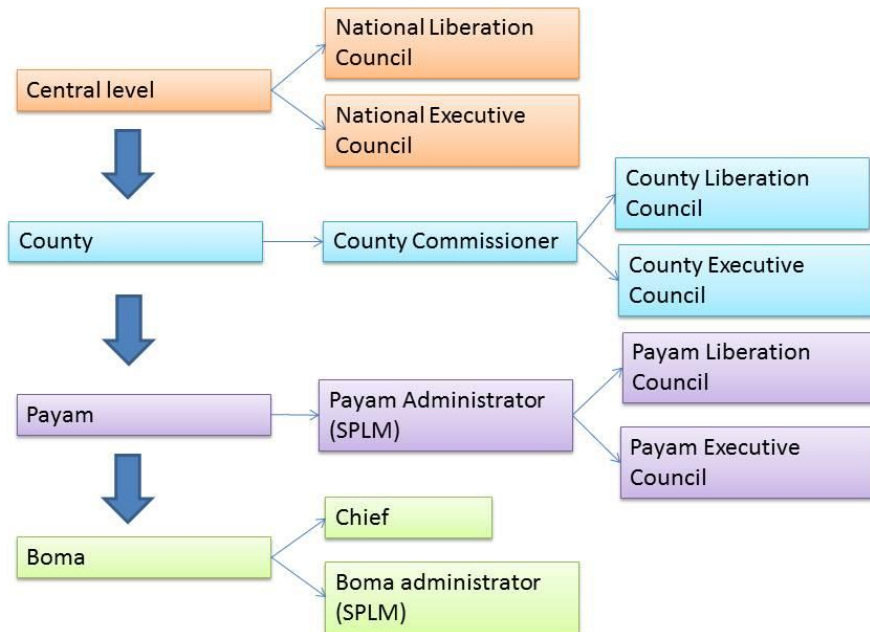 National Liberation
Council
Central level
National Executive
Council
County Liberation
Council
County
County Commissioner
County Executive
Council
Payam Liberation
Council
Payam
Payam Administrator
(SPLM)
Payam Executive
Council
Chief
Boma
Boma administrator
(SPLM)